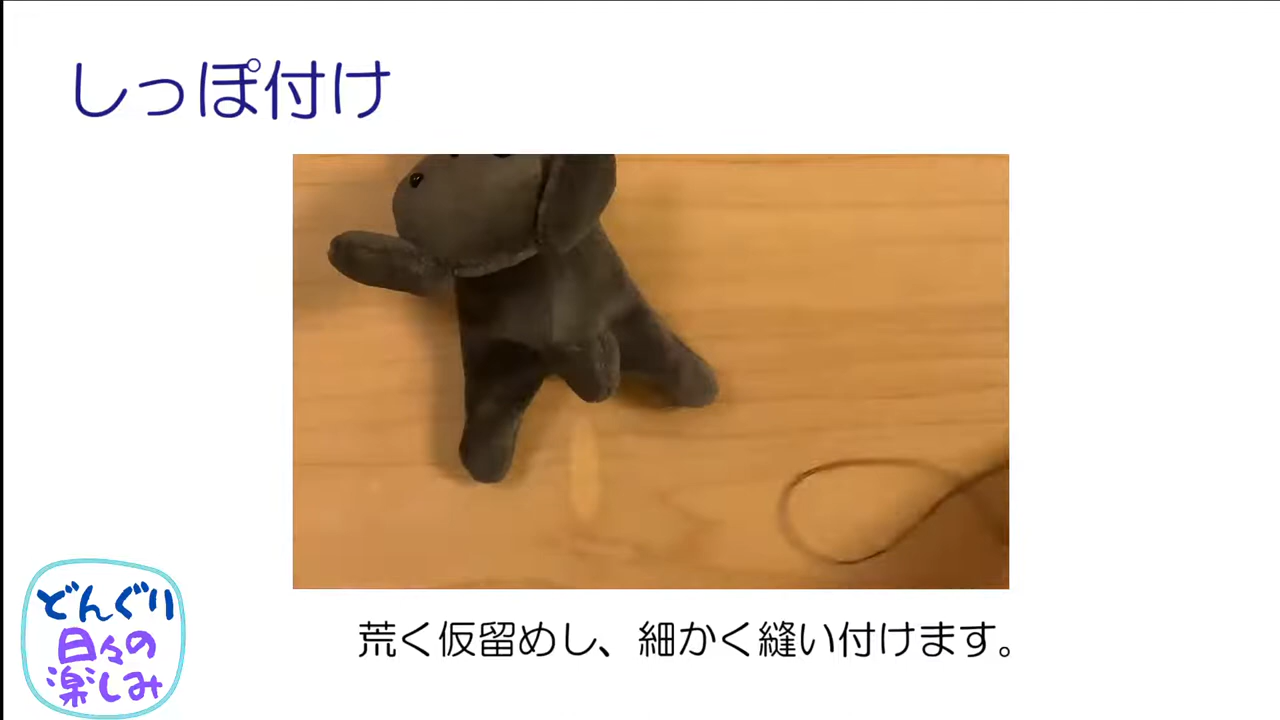 しっぽ付け
荒く仮留めし、細かく縫い付けます。
どんぐり
日々の
楽しみ